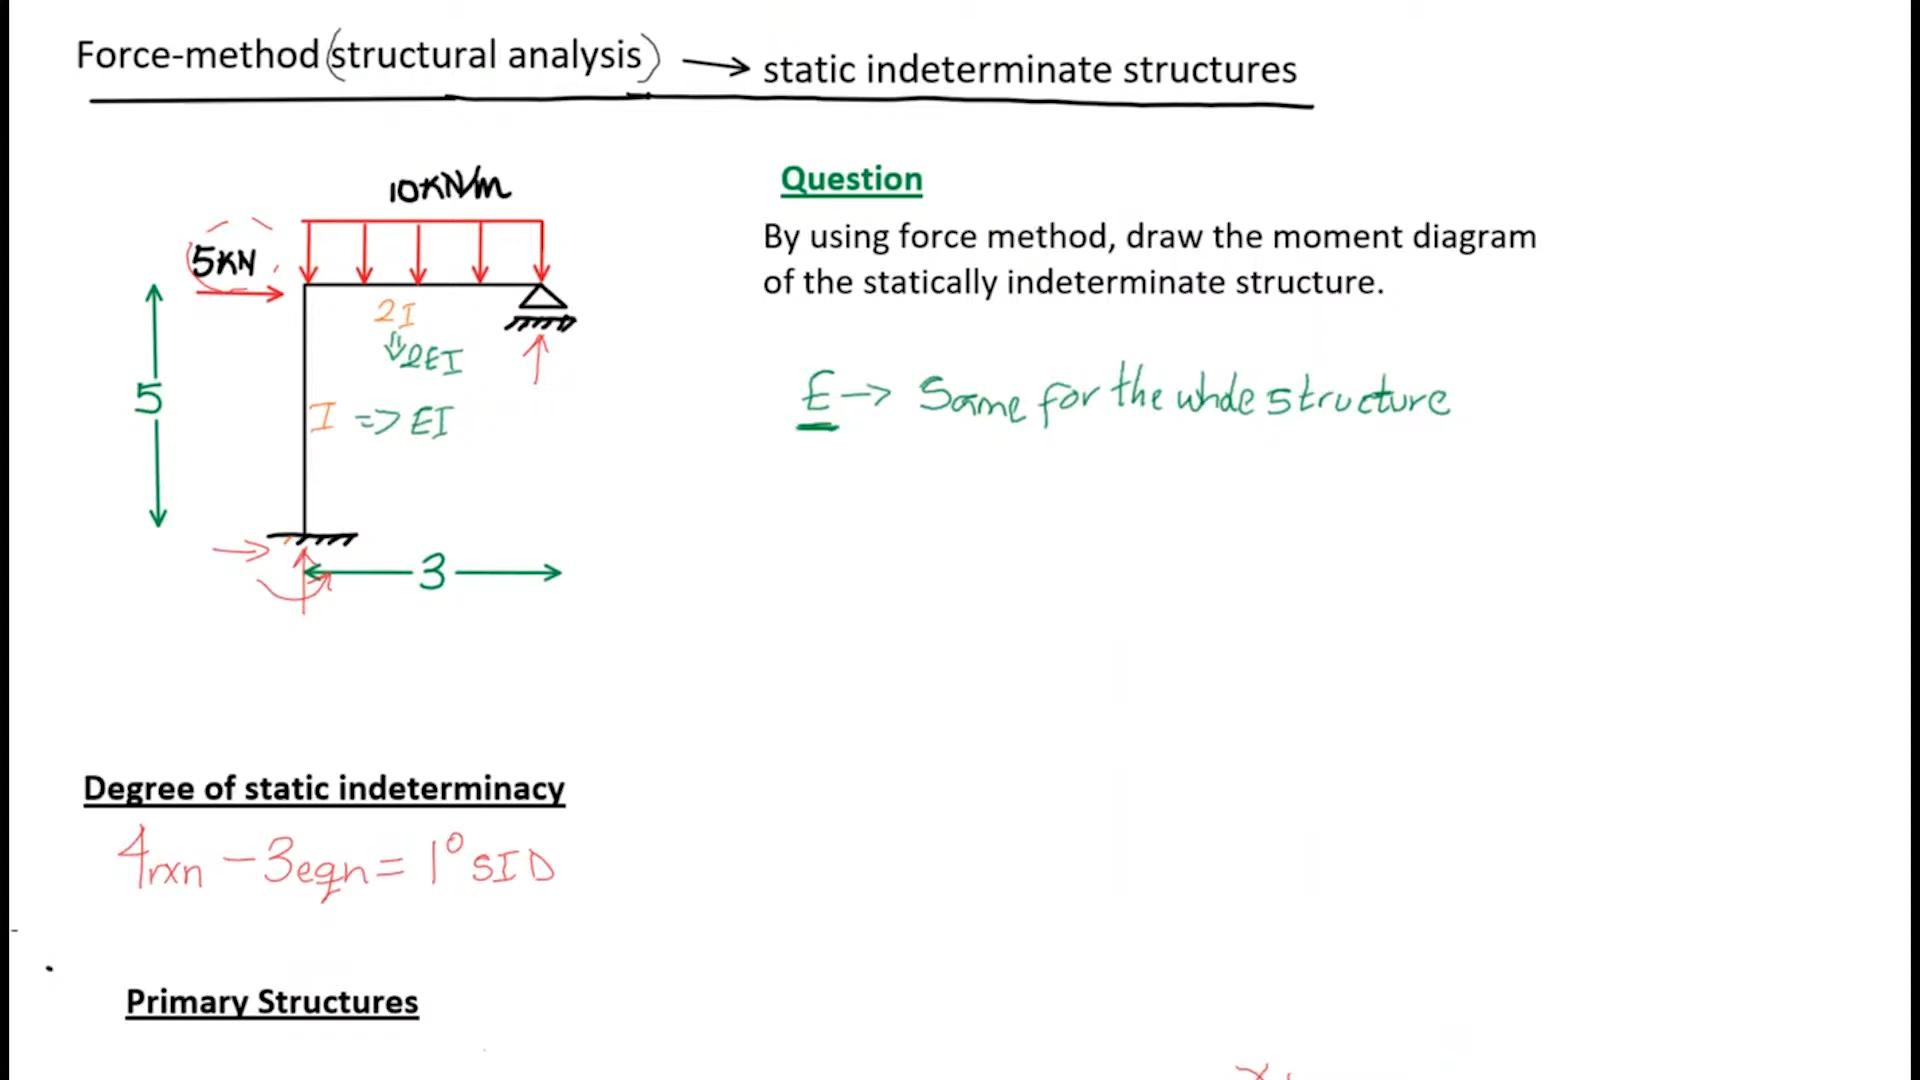 Force-method (structural analysis) → static indeterminate structures
10KN/m
5KN
2I
2EI
5
I => EI
3
Question
By using force method, draw the moment diagram
of the statically indeterminate structure.
E -> Same for the whole structure
Degree of static indeterminacy
4rxn - 3eqn = 1° SID
Primary Structures